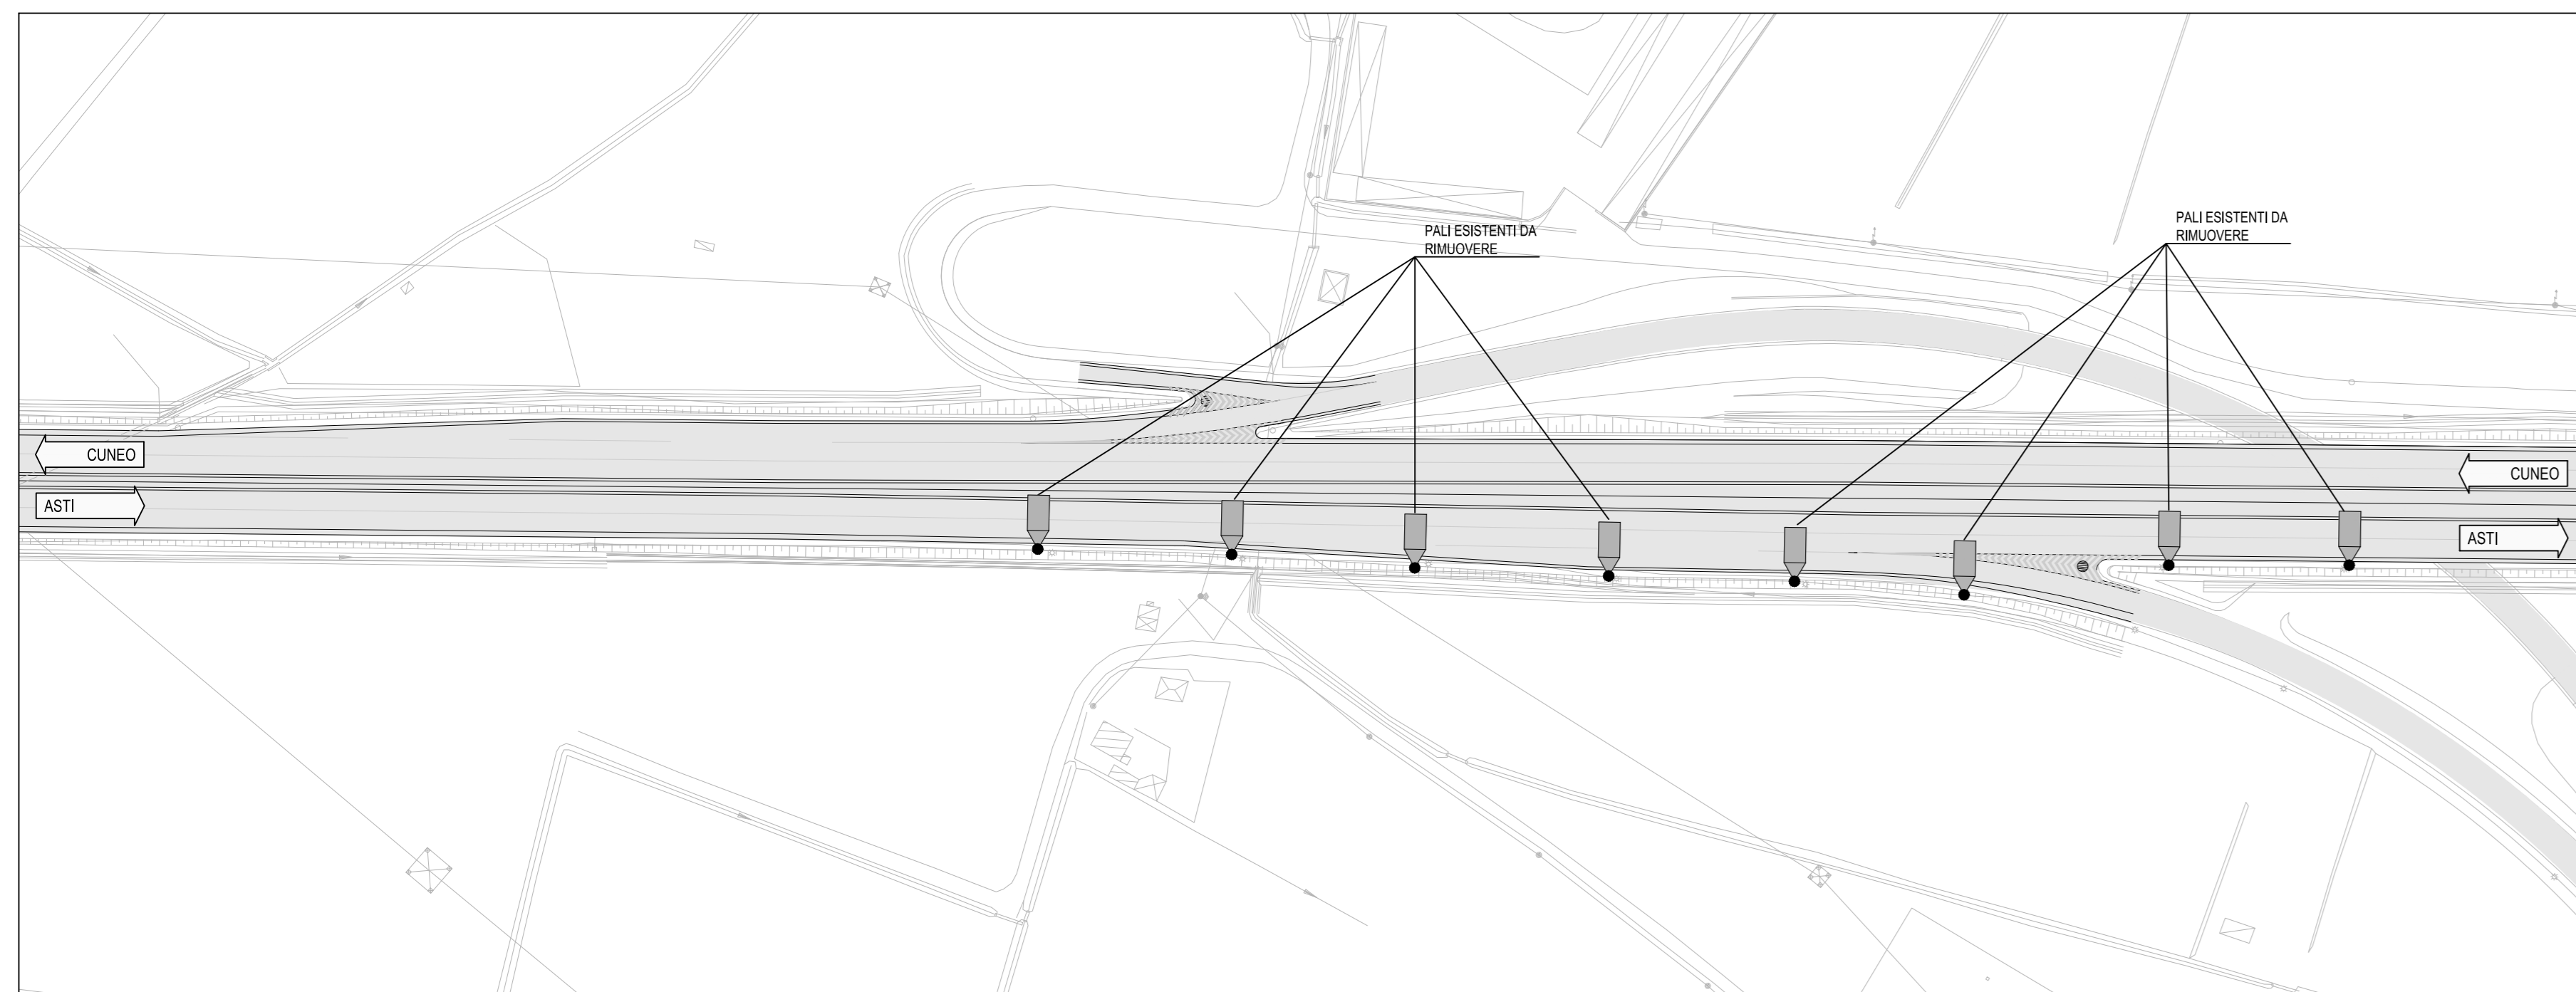 PALI ESISTENTI DA
RIMUOVERE
PALI ESISTENTI DA
RIMUOVERE
CUNEO
ASTI
CUNEO
ASTI